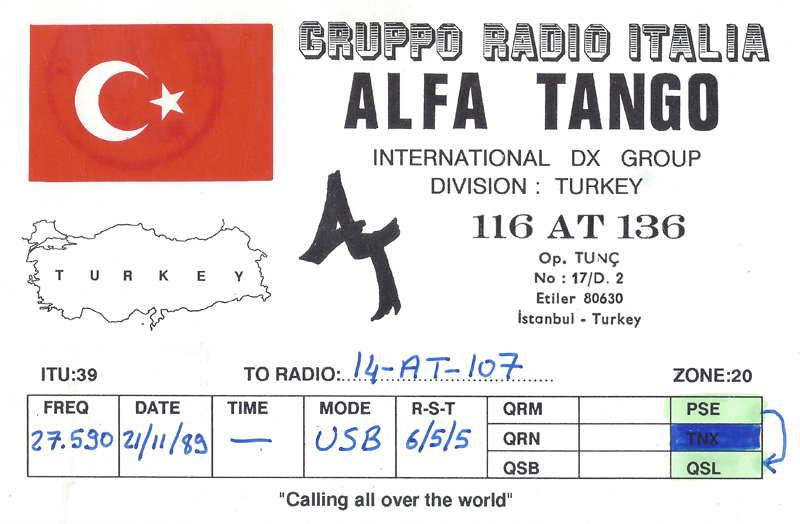 GRUPPO RADIO ITALIA
ALFA TANGO
INTERNATIONAL DX GROUP
DIVISION : TURKEY
116 AT 136
Op. TUNÇ
No : 17/D. 2
Etiler 80630
İstanbul - Turkey
AT
TURKEY
ITU:39 TO RADIO: 14-AT-107 ZONE:20
FREQ DATE TIME MODE R-S-T QRM PSE
27.590 21/11/89 — USB 6/5/5 QRN TNX
QSB QSL
"Calling all over the world"